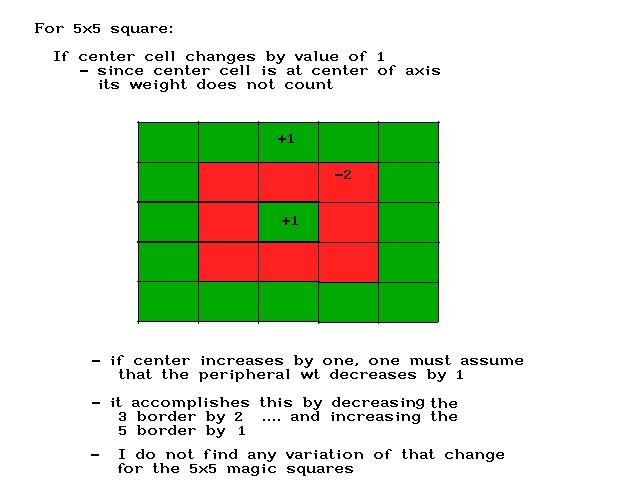 For 5x5 square:
If center cell changes by value of 1
- since center cell is at center of axis
its weight does not count
+1
-2
+1
- if center increases by one, one must assume
that the peripheral wt decreases by 1
- it accomplishes this by decreasing the
3 border by 2 .... and increasing the
5 border by 1
- I do not find any variation of that change
for the 5x5 magic squares